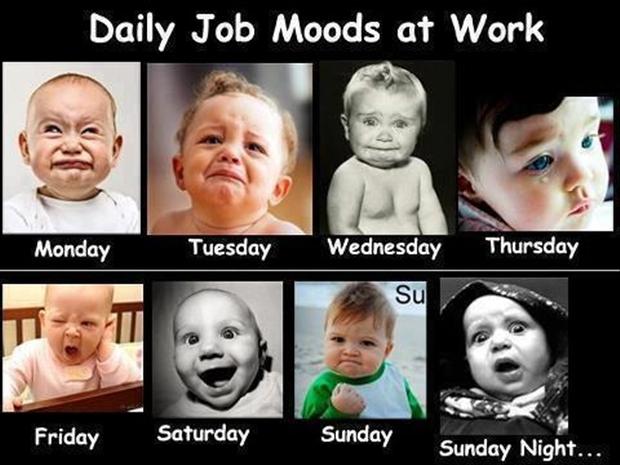 Daily Job Moods at Work
Monday
Tuesday
Wednesday
Thursday
Su
Friday
Saturday
Sunday
Sunday Night...